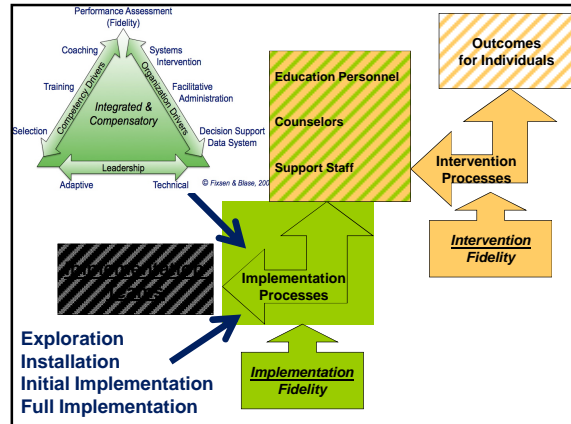 Performance Assessment
(Fidelity)
Coaching
Systems
Intervention
Training
Facilitative
Administration
Competency Drivers
Organization Drivers
Integrated &
Compensatory
Selection
Decision Support
Data System
Leadership
Adaptive
Technical
© Fixsen & Blase,
Outcomes
for Individuals
Education Personnel
Counselors
Support Staff
Intervention
Processes
Intervention
Fidelity
Implementation
Teams
Implementation
Processes
Exploration
Installation
Initial Implementation
Full Implementation
Implementation
Fidelity